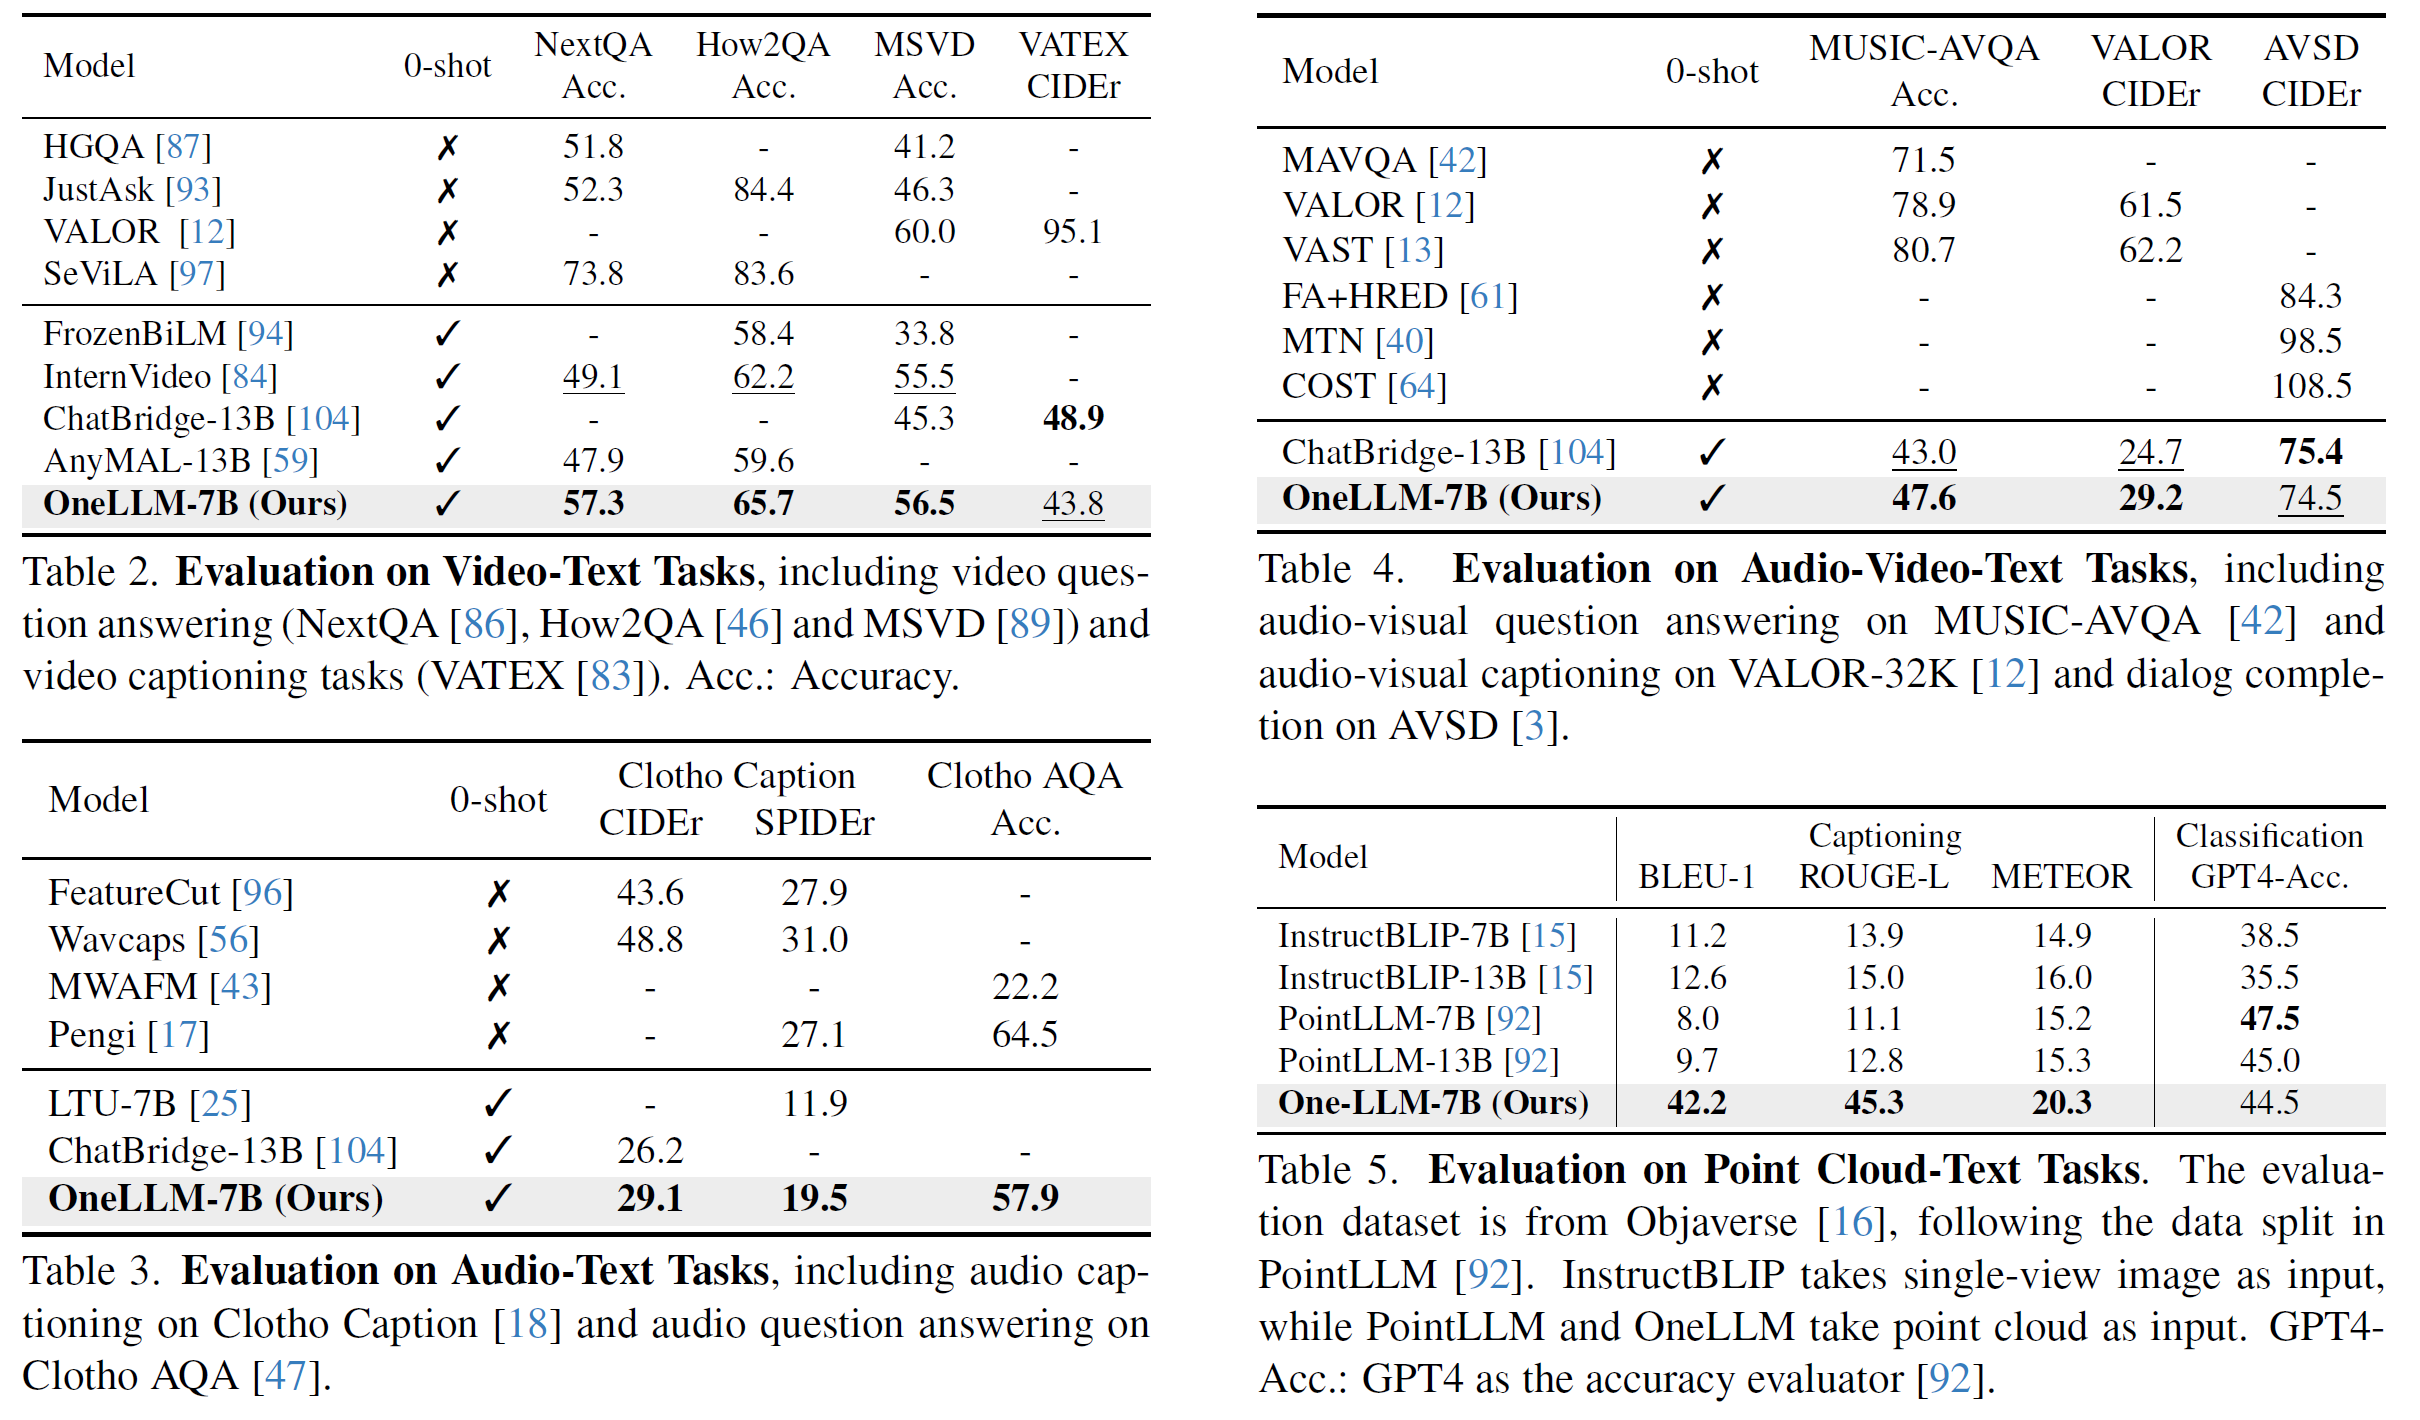 Model 0-shot NextQA Acc. How2QA Acc. MSVD Acc. VATEX CIDEr
HGQA [87] ✗ 51.8 - 41.2 -
JustAsk [93] ✗ 52.3 84.4 46.3 -
VALOR [12] ✗ - - 60.0 95.1
SeViLA [97] ✗ 73.8 83.6 - -
FrozenBiLM [94] ✓ - 58.4 33.8 -
InternVideo [84] ✓ 49.1 62.2 55.5 -
ChatBridge-13B [104] ✓ - - 45.3 48.9
AnyMAL-13B [59] ✓ 47.9 59.6 - -
OneLLM-7B (Ours) ✓ 57.3 65.7 56.5 43.8
Table 2. Evaluation on Video-Text Tasks, including video ques-
tion answering (NextQA [86], How2QA [46] and MSVD [89]) and
video captioning tasks (VATEX [83]). Acc.: Accuracy.
Model 0-shot Clotho Caption Clotho AQA
CIDEr SPIDEr Acc.
FeatureCut [96] ✗ 43.6 27.9 -
Wavcaps [56] ✗ 48.8 31.0 -
MWAFM [43] ✗ - - 22.2
Pengi [17] ✗ - 27.1 64.5
LTU-7B [25] ✓ - 11.9
ChatBridge-13B [104] ✓ 26.2 - -
OneLLM-7B (Ours) ✓ 29.1 19.5 57.9
Table 3. Evaluation on Audio-Text Tasks, including audio cap-
tioning on Clotho Caption [18] and audio question answering on
Clotho AQA [47].
Model 0-shot MUSIC-AVQA Acc. VALOR CIDEr AVSD CIDEr
MAVQA [42] ✗ 71.5 - -
VALOR [12] ✗ 78.9 61.5 -
VAST [13] ✗ 80.7 62.2 -
FA+HRED [61] ✗ - - 84.3
MTN [40] ✗ - - 98.5
COST [64] ✗ - - 108.5
ChatBridge-13B [104] ✓ 43.0 24.7 75.4
OneLLM-7B (Ours) ✓ 47.6 29.2 74.5
Table 4. Evaluation on Audio-Video-Text Tasks, including
audio-visual question answering on MUSIC-AVQA [42] and
audio-visual captioning on VALOR-32K [12] and dialog comple-
tion on AVSD [3].
Model Captioning Classification
BLEU-1 ROUGE-L METEOR GPT4-Acc.
InstructBLIP-7B [15] 11.2 13.9 14.9 38.5
InstructBLIP-13B [15] 12.6 15.0 16.0 35.5
PointLLM-7B [92] 8.0 11.1 15.2 47.5
PointLLM-13B [92] 9.7 12.8 15.3 45.0
One-LLM-7B (Ours) 42.2 45.3 20.3 44.5
Table 5. Evaluation on Point Cloud-Text Tasks. The evalua-
tion dataset is from Objaverse [16], following the data split in
PointLLM [92]. InstructBLIP takes single-view image as input,
while PointLLM and OneLLM take point cloud as input. GPT4-
Acc.: GPT4 as the accuracy evaluator [92].